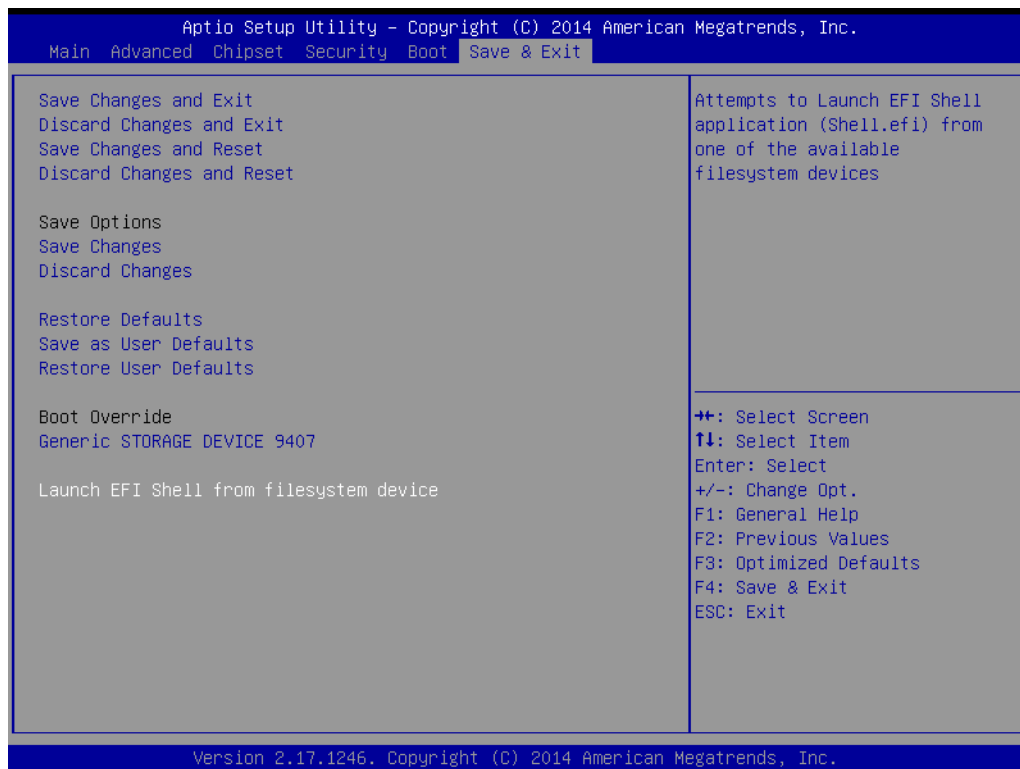 Aptio Setup Utility – Copyright (C) 2014 American Megatrends, Inc.
Main Advanced Chipset Security Boot Save & Exit
Save Changes and Exit
Discard Changes and Exit
Save Changes and Reset
Discard Changes and Reset
Save Options
Save Changes
Discard Changes
Restore Defaults
Save as User Defaults
Restore User Defaults
Boot Override
Generic STORAGE DEVICE 9407
Launch EFI Shell from filesystem device
Attempts to Launch EFI Shell
application (Shell.efi) from
one of the available
filesystem devices
→←: Select Screen
↑↓: Select Item
Enter: Select
+/-: Change Opt.
F1: General Help
F2: Previous Values
F3: Optimized Defaults
F4: Save & Exit
ESC: Exit
Version 2.17.1246. Copyright (C) 2014 American Megatrends, Inc.